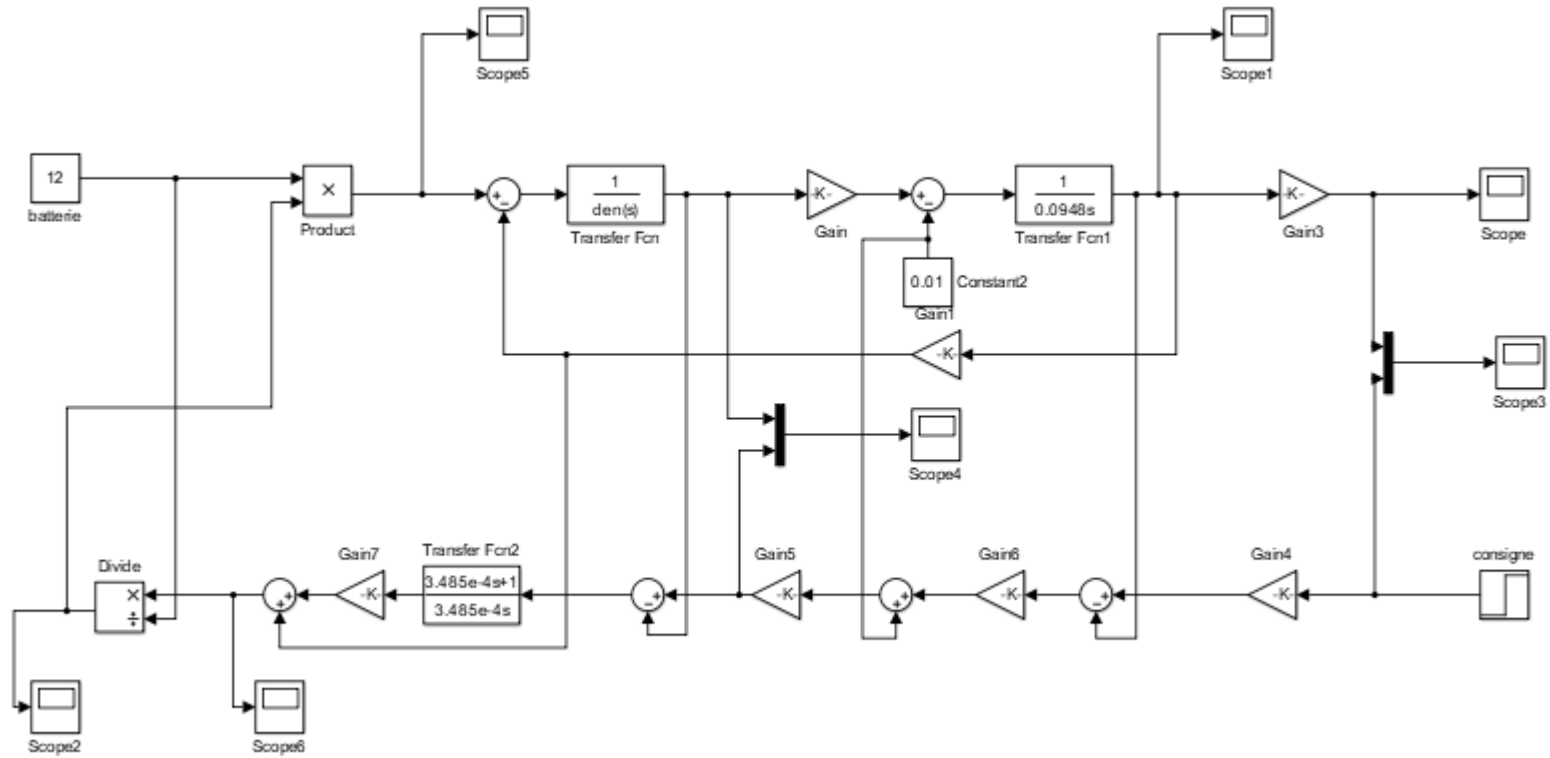 Scope5
Scope1
12
batterie
×
Product
+
−
1
den(s)
Transfer Fcn
-K-
Gain
+
−
1
0.0948s
Transfer Fcn1
-K-
Gain3
Scope
0.01
Constant2
Gain1
-K-
Scope3
Scope4
Divide
×
÷
+
+
Gain7
-K-
Transfer Fcn2
3.485e-4s+1
3.485e-4s
+
−
Gain5
-K-
+
+
Gain6
-K-
+
−
Gain4
-K-
consigne
Scope2
Scope6